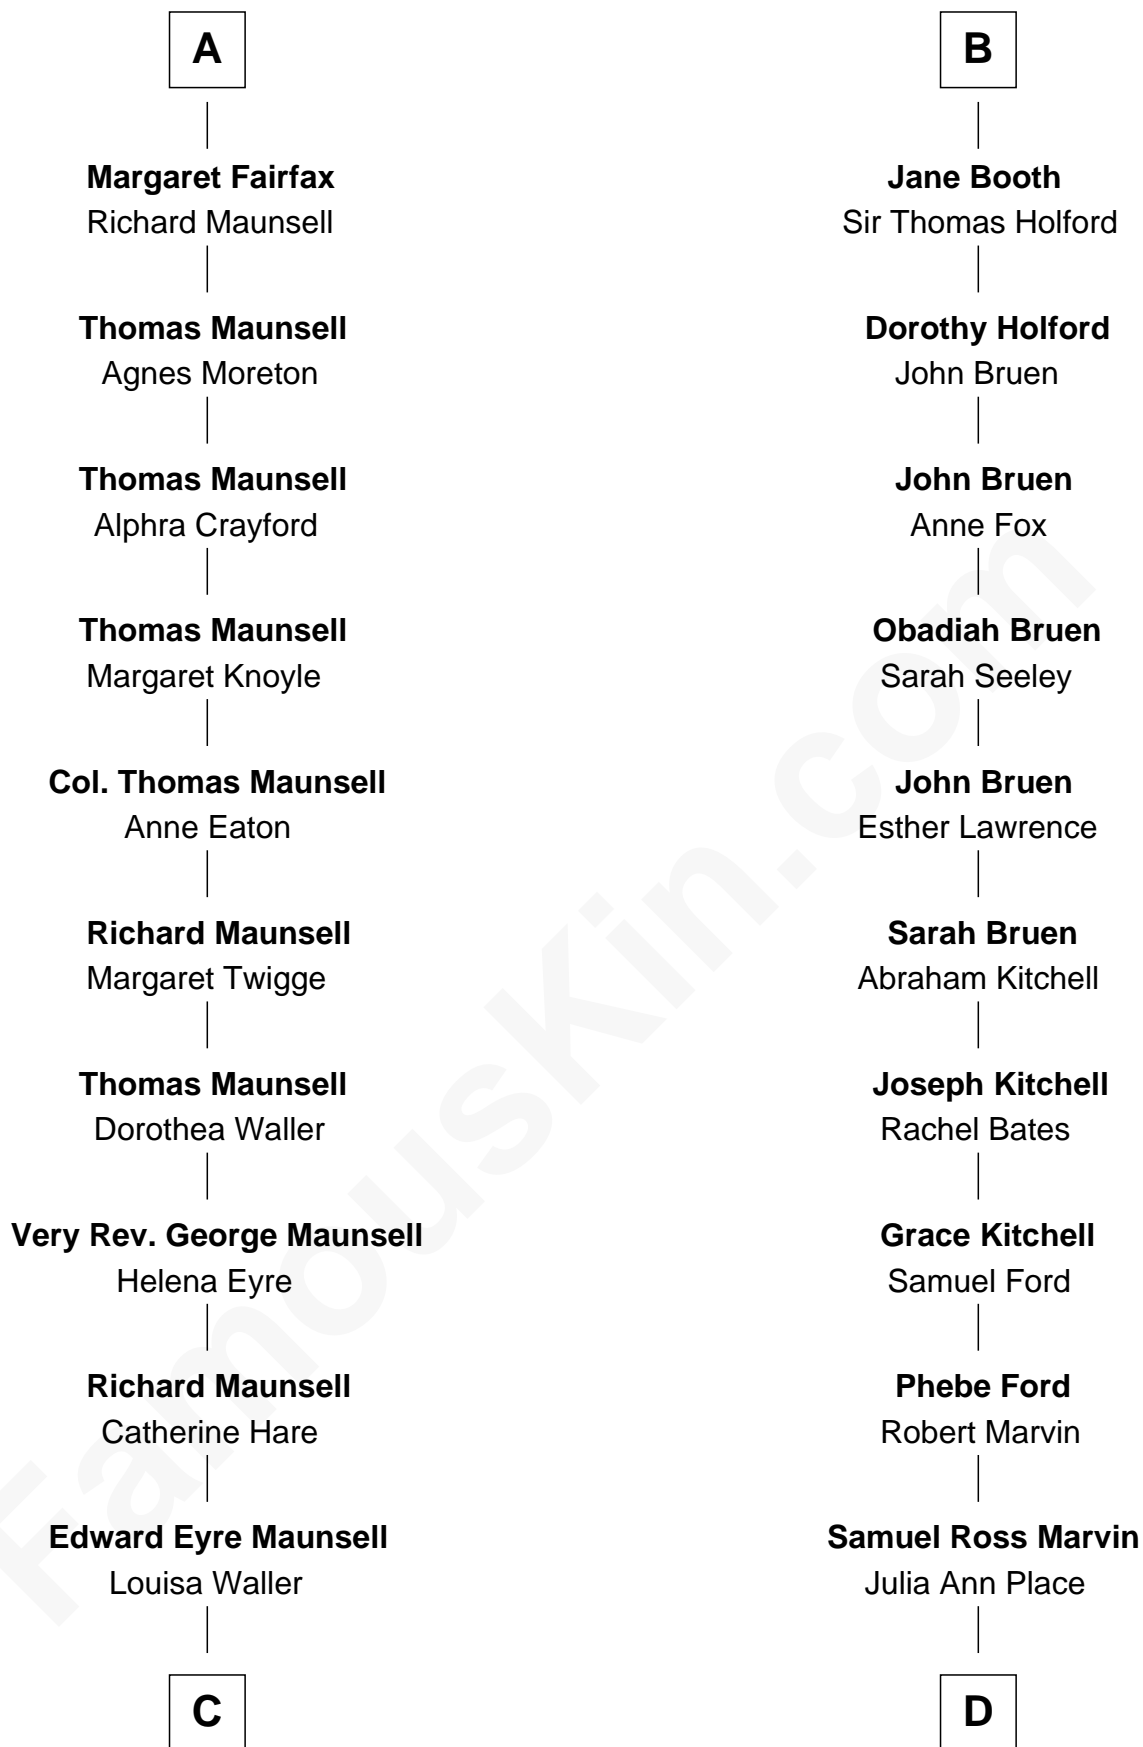 A
Margaret Fairfax
Richard Maunsell
Thomas Maunsell
Agnes Moreton
Thomas Maunsell
Alphra Crayford
Thomas Maunsell
Margaret Knoyle
Col. Thomas Maunsell
Anne Eaton
Richard Maunsell
Margaret Twigge
Thomas Maunsell
Dorothea Waller
Very Rev. George Maunsell
Helena Eyre
Richard Maunsell
Catherine Hare
Edward Eyre Maunsell
Louisa Waller
C
B
Jane Booth
Sir Thomas Holford
Dorothy Holford
John Bruen
John Bruen
Anne Fox
Obadiah Bruen
Sarah Seeley
John Bruen
Esther Lawrence
Sarah Bruen
Abraham Kitchell
Joseph Kitchell
Rachel Bates
Grace Kitchell
Samuel Ford
Phebe Ford
Robert Marvin
Samuel Ross Marvin
Julia Ann Place
D
FamousKin.com